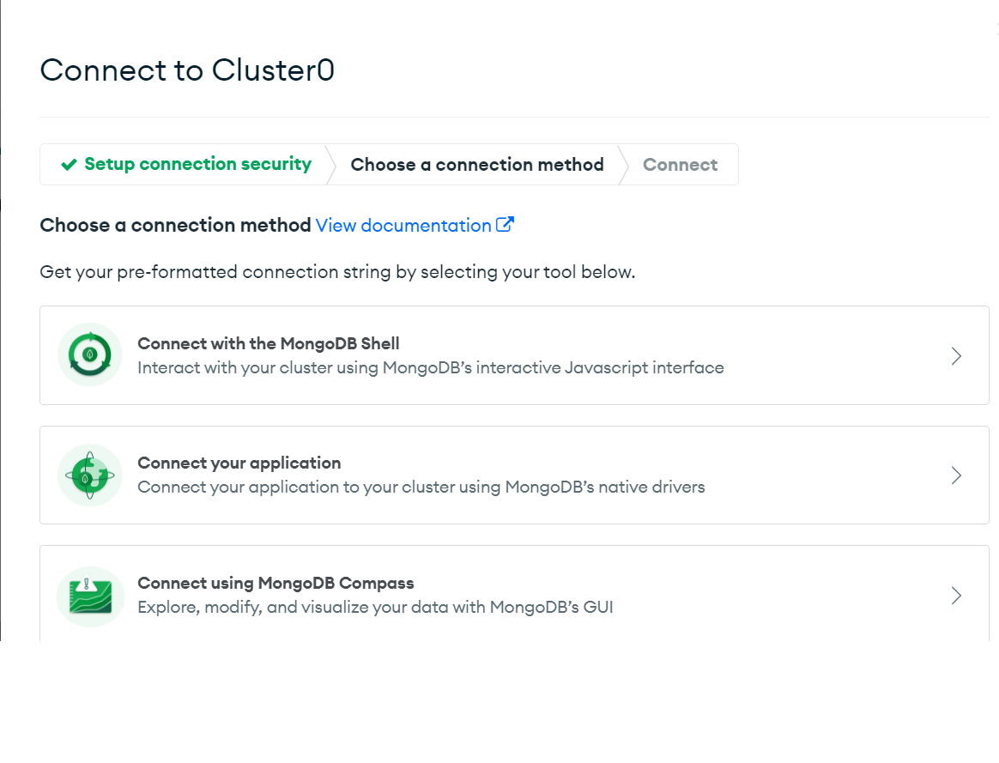 Connect to Cluster0
Setup connection security
Choose a connection method
Connect
Choose a connection method View documentation
Get your pre-formatted connection string by selecting your tool below.
Connect with the MongoDB Shell
Interact with your cluster using MongoDB’s interactive Javascript interface
Connect your application
Connect your application to your cluster using MongoDB’s native drivers
Connect using MongoDB Compass
Explore, modify, and visualize your data with MongoDB’s GUI